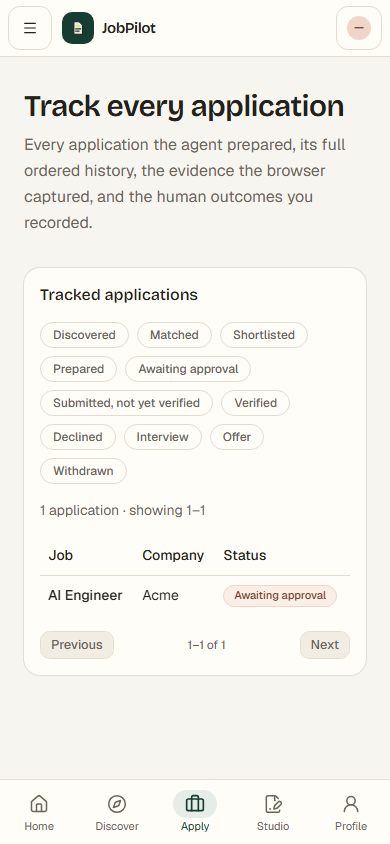 JobPilot
Track every application
Every application the agent prepared, its full
ordered history, the evidence the browser
captured, and the human outcomes you
recorded.
Tracked applications
Discovered Matched Shortlisted
Prepared Awaiting approval
Submitted, not yet verified Verified
Declined Interview Offer
Withdrawn
1 application · showing 1–1
Job Company Status
AI Engineer Acme Awaiting approval
Previous 1–1 of 1 Next
Home Discover Apply Studio Profile